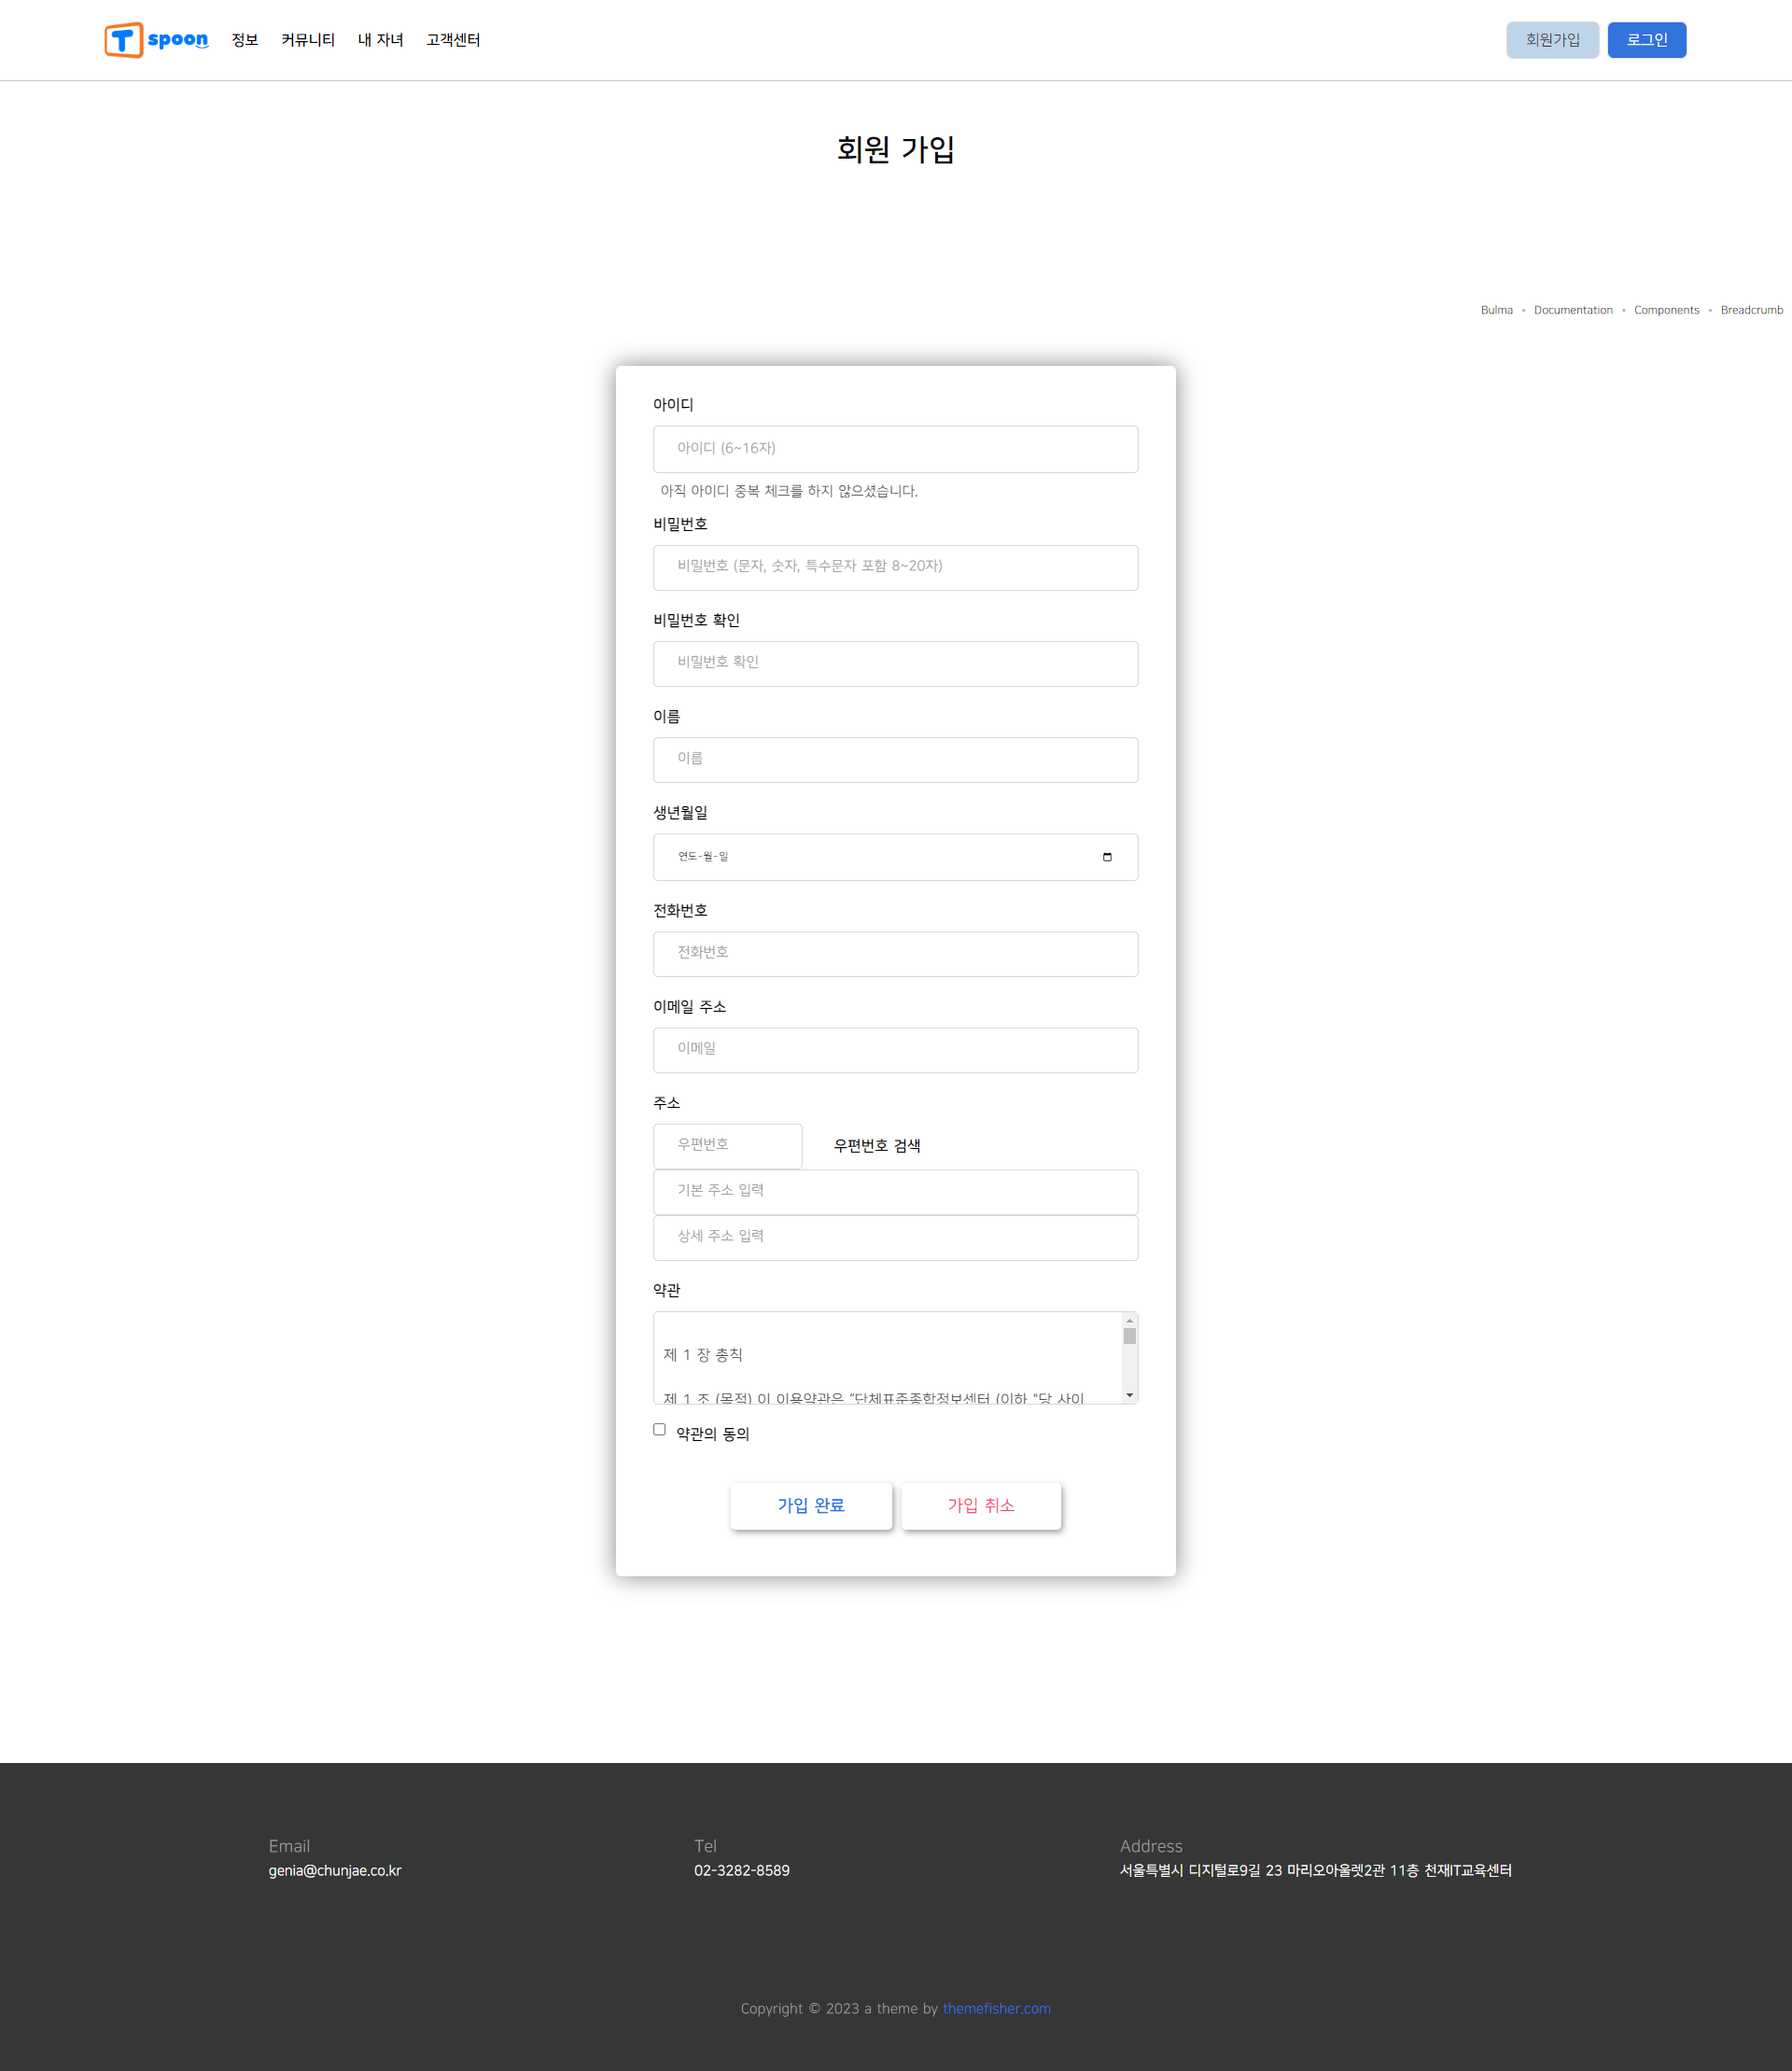 T spoon 정보 커뮤니티 내 자녀 고객센터 회원가입 로그인
회원 가입
Bulma • Documentation • Components • Breadcrumb
아이디
아이디 (6~16자)
아직 아이디 중복 체크를 하지 않으셨습니다.
비밀번호
비밀번호 (문자, 숫자, 특수문자 포함 8~20자)
비밀번호 확인
비밀번호 확인
이름
이름
생년월일
연도-월-일
전화번호
전화번호
이메일 주소
이메일
주소
우편번호 우편번호 검색
기본 주소 입력
상세 주소 입력
약관
제 1 장 총칙
제 1 조 (목적) 이 이용약관은 “단체표준종합정보센터 (이하 "당 사이
약관의 동의
가입 완료 가입 취소
Email Tel Address
genia@chunjae.co.kr 02-3282-8589 서울특별시 디지털로9길 23 마리오아울렛2관 11층 천재IT교육센터
Copyright © 2023 a theme by themefisher.com